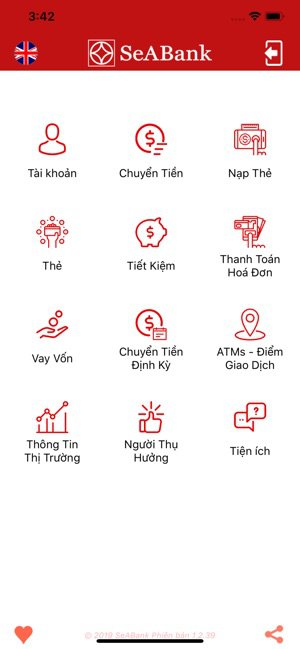 3:42
SeABank
Tài khoản
Chuyển Tiền
Nạp Thẻ
Thẻ
Tiết Kiệm
Thanh Toán
Hoá Đơn
Vay Vốn
Chuyển Tiền
Định Kỳ
ATMs - Điểm
Giao Dịch
Thông Tin
Thị Trường
Người Thụ
Hưởng
Tiện ích
© 2019 SeABank Phiên bản 1.2.39